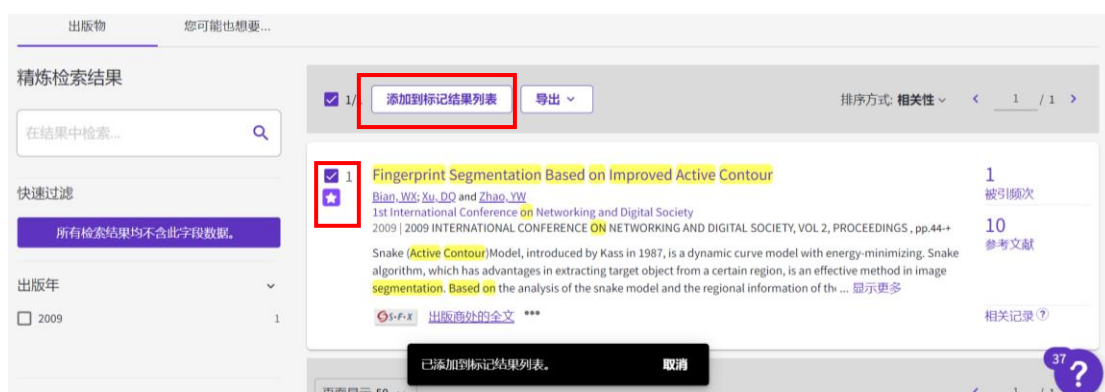 出版物
您可能也想要...
精炼检索结果
在结果中检索...
快速过滤
所有检索结果均不含此字段数据。
出版年
2009
1
1/
添加到标记结果列表
导出
排序方式: 相关性
1 / 1
1
Fingerprint Segmentation Based on Improved Active Contour
Bian, WX; Xu, DQ and Zhao, YW
1st International Conference on Networking and Digital Society
2009 | 2009 INTERNATIONAL CONFERENCE ON NETWORKING AND DIGITAL SOCIETY, VOL 2, PROCEEDINGS , pp.44-+
Snake (Active Contour)Model, introduced by Kass in 1987, is a dynamic curve model with energy-minimizing. Snake
algorithm, which has advantages in extracting target object from a certain region, is an effective method in image
segmentation. Based on the analysis of the snake model and the regional information of th ... 显示更多
S·F·X 出版商处的全文 •••
1
被引频次
10
参考文献
相关记录 ?
已添加到标记结果列表。 取消
37
?